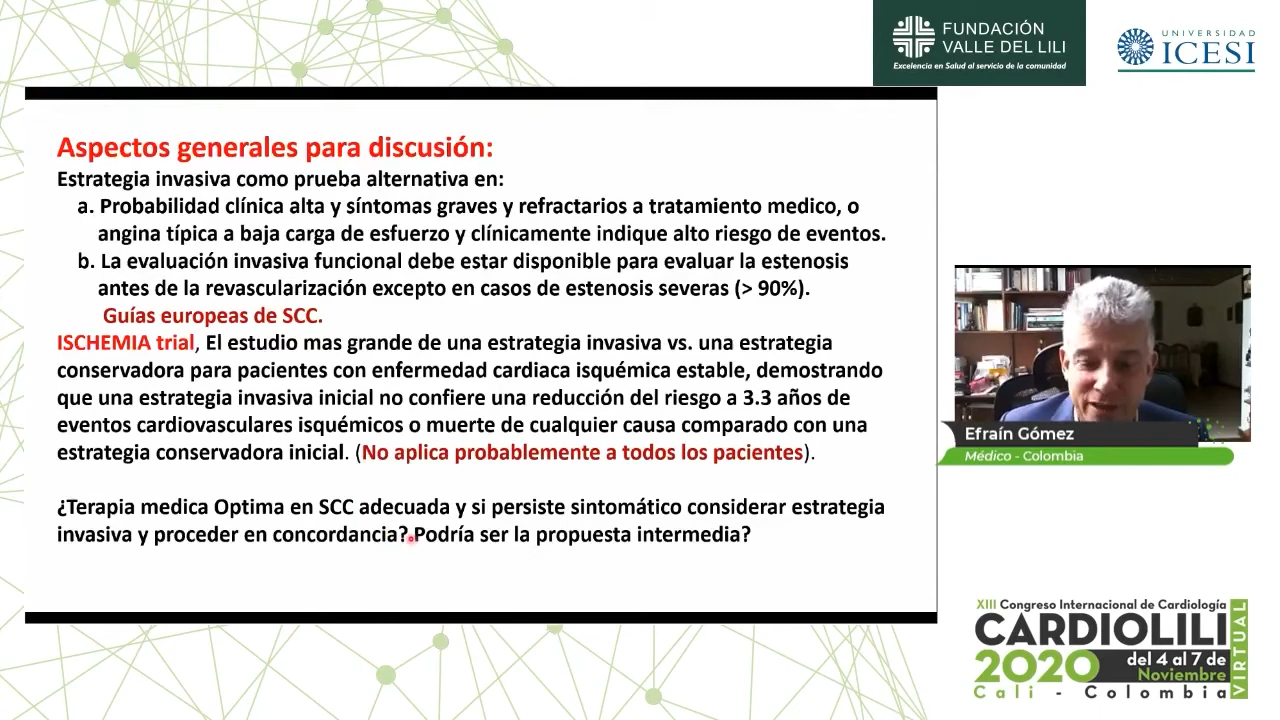 FUNDACIÓN
VALLE DEL LILI
Excelencia en Salud al servicio de la comunidad
UNIVERSIDAD
ICESI
Aspectos generales para discusión:
Estrategia invasiva como prueba alternativa en:
a. Probabilidad clínica alta y síntomas graves y refractarios a tratamiento medico, o
angina típica a baja carga de esfuerzo y clínicamente indique alto riesgo de eventos.
b. La evaluación invasiva funcional debe estar disponible para evaluar la estenosis
antes de la revascularización excepto en casos de estenosis severas (> 90%).
Guías europeas de SCC.
ISCHEMIA trial, El estudio mas grande de una estrategia invasiva vs. una estrategia
conservadora para pacientes con enfermedad cardiaca isquémica estable, demostrando
que una estrategia invasiva inicial no confiere una reducción del riesgo a 3.3 años de
eventos cardiovasculares isquémicos o muerte de cualquier causa comparado con una
estrategia conservadora inicial. (No aplica probablemente a todos los pacientes).
¿Terapia medica Optima en SCC adecuada y si persiste sintomático considerar estrategia
invasiva y proceder en concordancia? Podría ser la propuesta intermedia?
Efraín Gómez
Médico - Colombia
XIII Congreso Internacional de Cardiología
CARDIOLILI
2020 del 4 al 7 de
Noviembre
Cali - Colombia
VIRTUAL